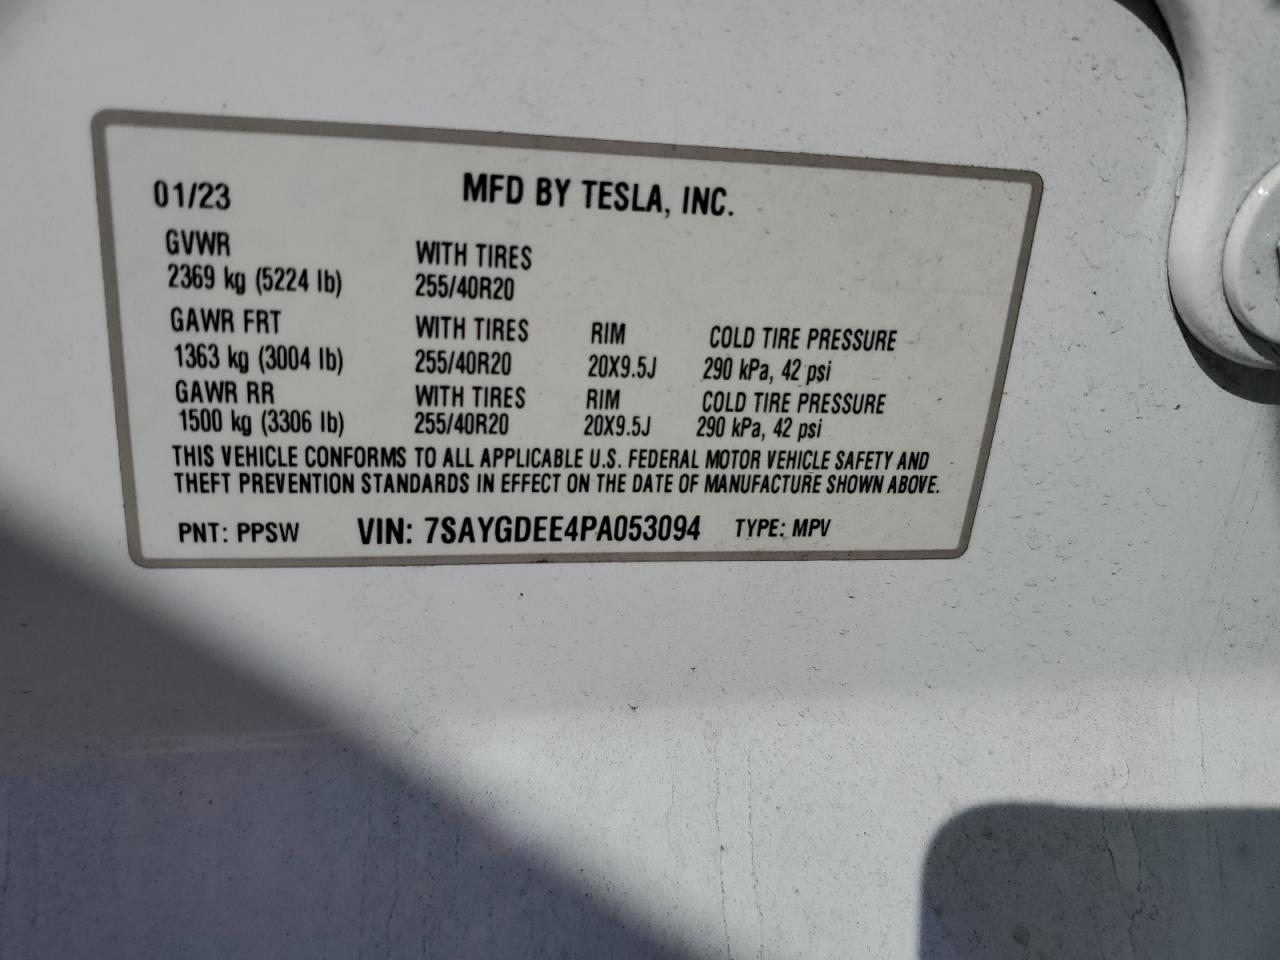 01/23 MFD BY TESLA, INC.
GVWR WITH TIRES
2369 kg (5224 lb) 255/40R20
GAWR FRT WITH TIRES RIM COLD TIRE PRESSURE
1363 kg (3004 lb) 255/40R20 20X9.5J 290 kPa, 42 psi
GAWR RR WITH TIRES RIM COLD TIRE PRESSURE
1500 kg (3306 lb) 255/40R20 20X9.5J 290 kPa, 42 psi
THIS VEHICLE CONFORMS TO ALL APPLICABLE U.S. FEDERAL MOTOR VEHICLE SAFETY AND
THEFT PREVENTION STANDARDS IN EFFECT ON THE DATE OF MANUFACTURE SHOWN ABOVE.
PNT: PPSW VIN: 7SAYGDEE4PA053094 TYPE: MPV